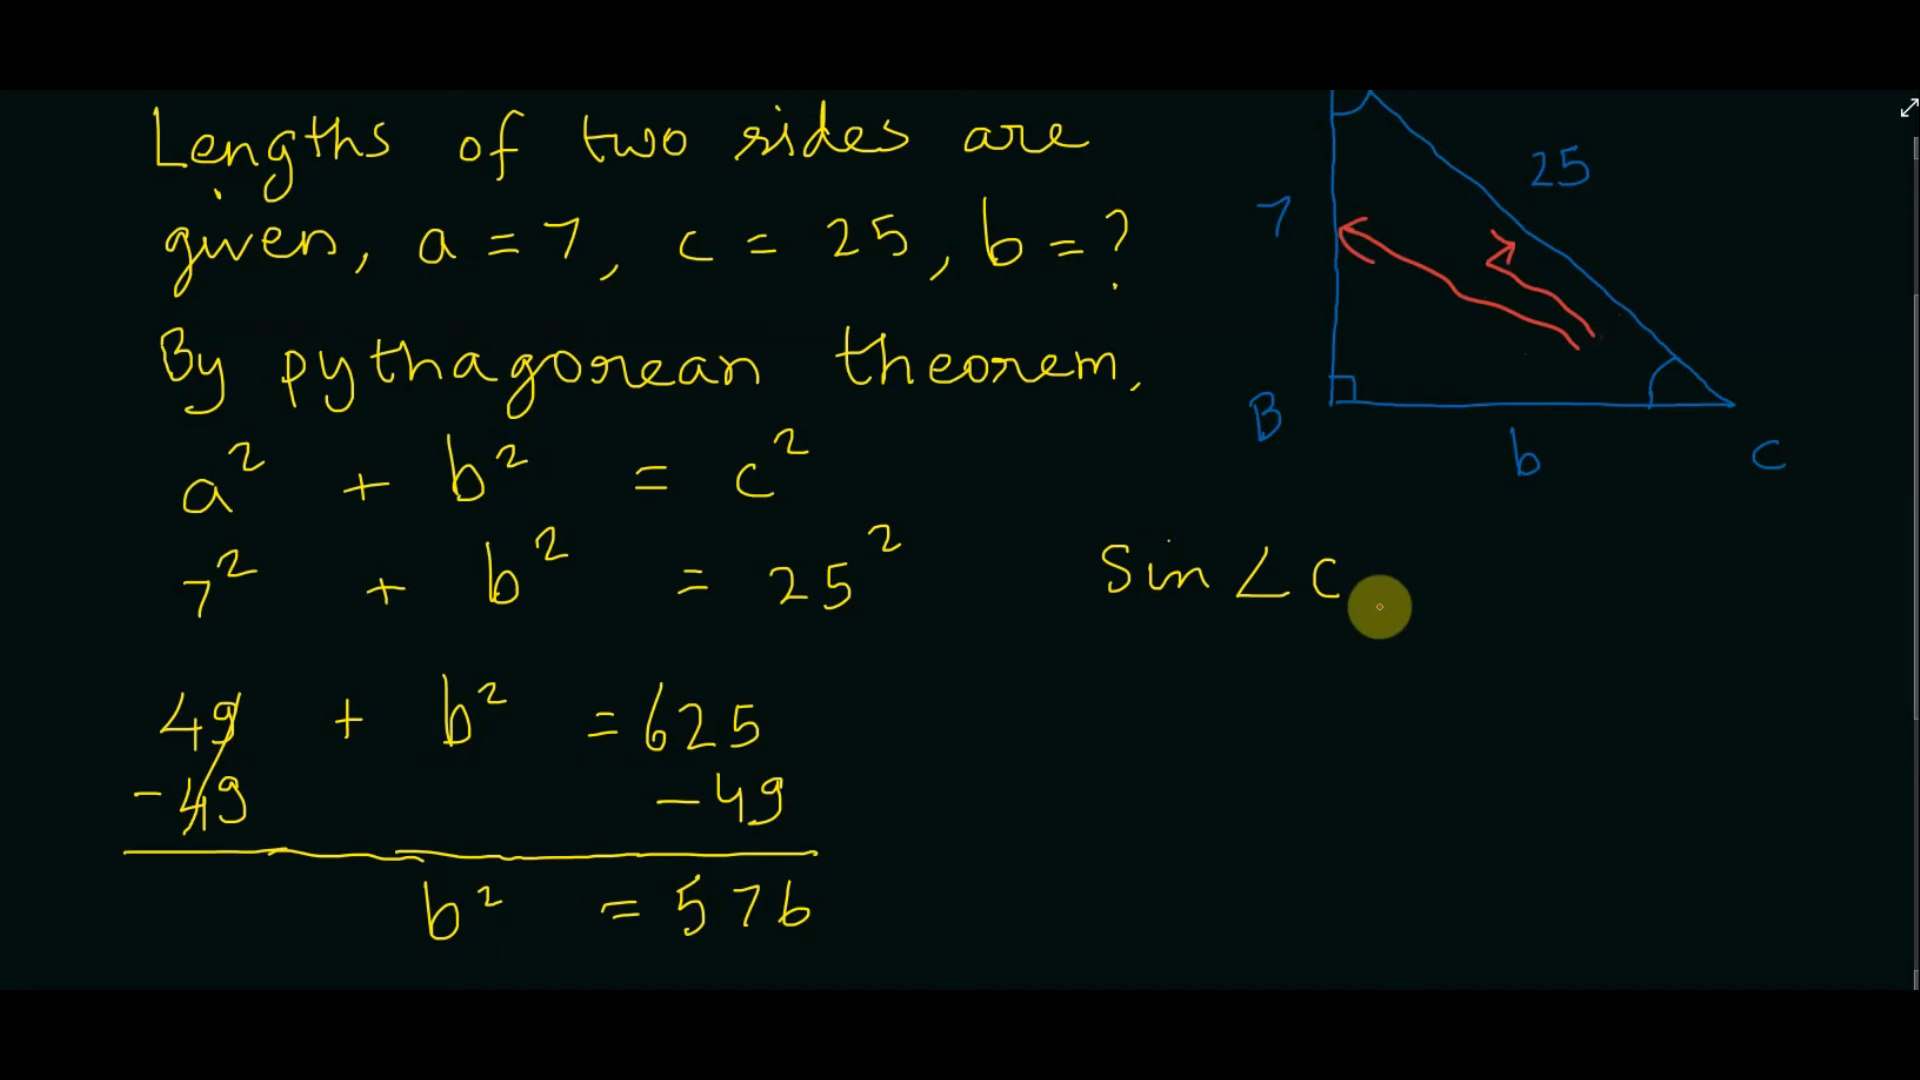 Lengths of two sides are
given, a = 7, c = 25, b = ?
By pythagorean theorem,
a² + b² = c²
7² + b² = 25²
49 + b² = 625
- 49 - 49
b² = 576
7
25
B
b
C
Sin ∠ C